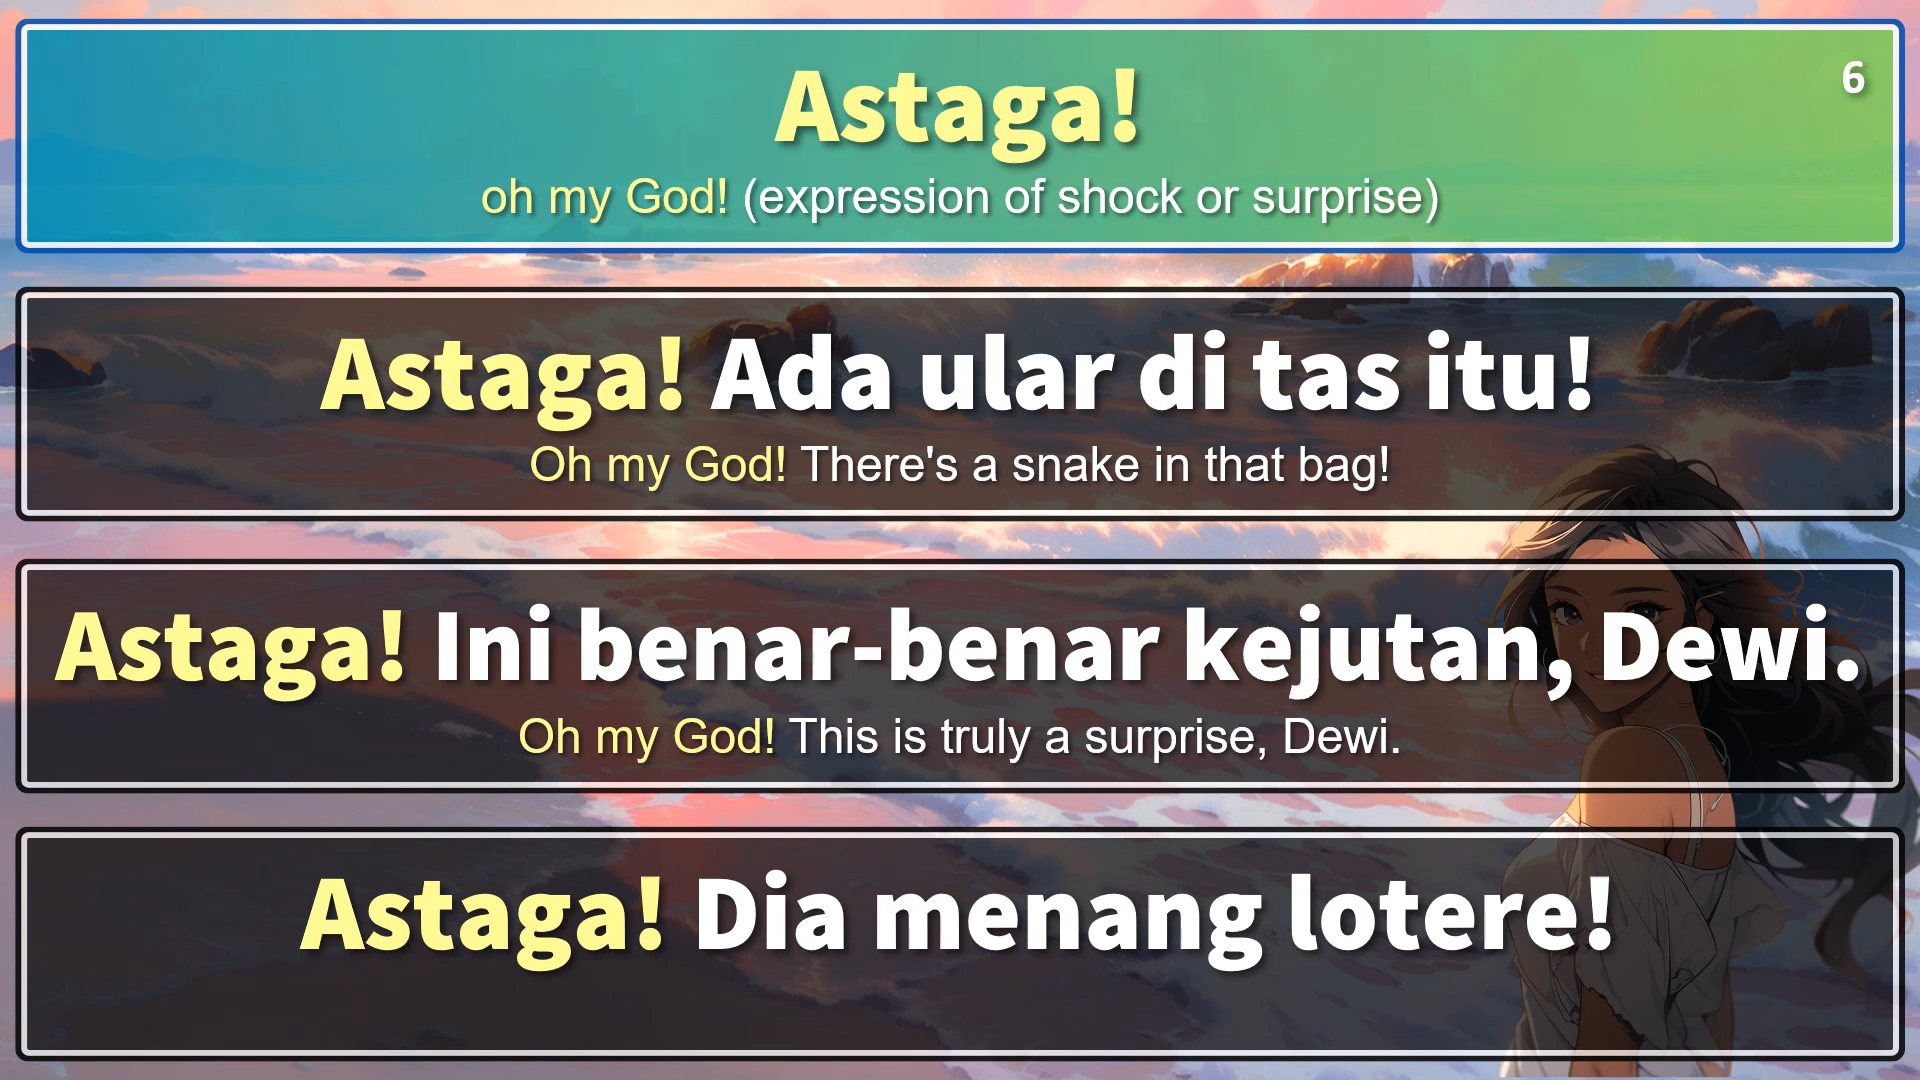 Astaga!
6
oh my God! (expression of shock or surprise)
Astaga! Ada ular di tas itu!
Oh my God! There's a snake in that bag!
Astaga! Ini benar-benar kejutan, Dewi.
Oh my God! This is truly a surprise, Dewi.
Astaga! Dia menang lotere!